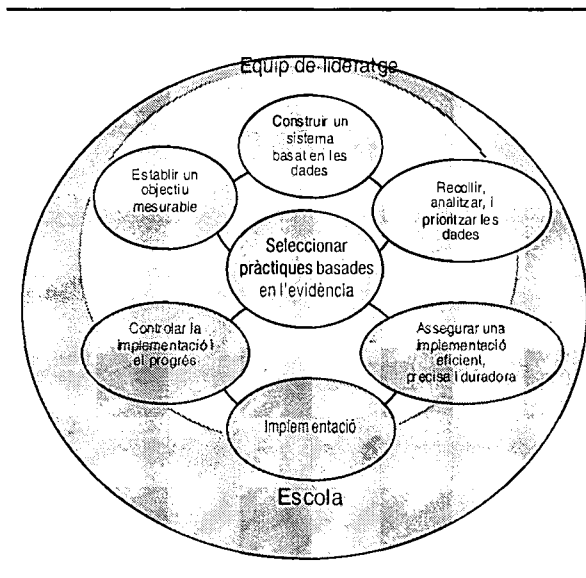 Equip de lideratge
Construir un
sistema
basat en les
dades
Establir un
objectiu
mesurable
Recollir,
analitzar, i
prioritzar les
dades
Seleccionar
pràctiques basades
en l'evidència
Controlar la
implementació i
el progrés
Assegurar una
implementació
eficient,
precisa i duradora
Implementació
Escola